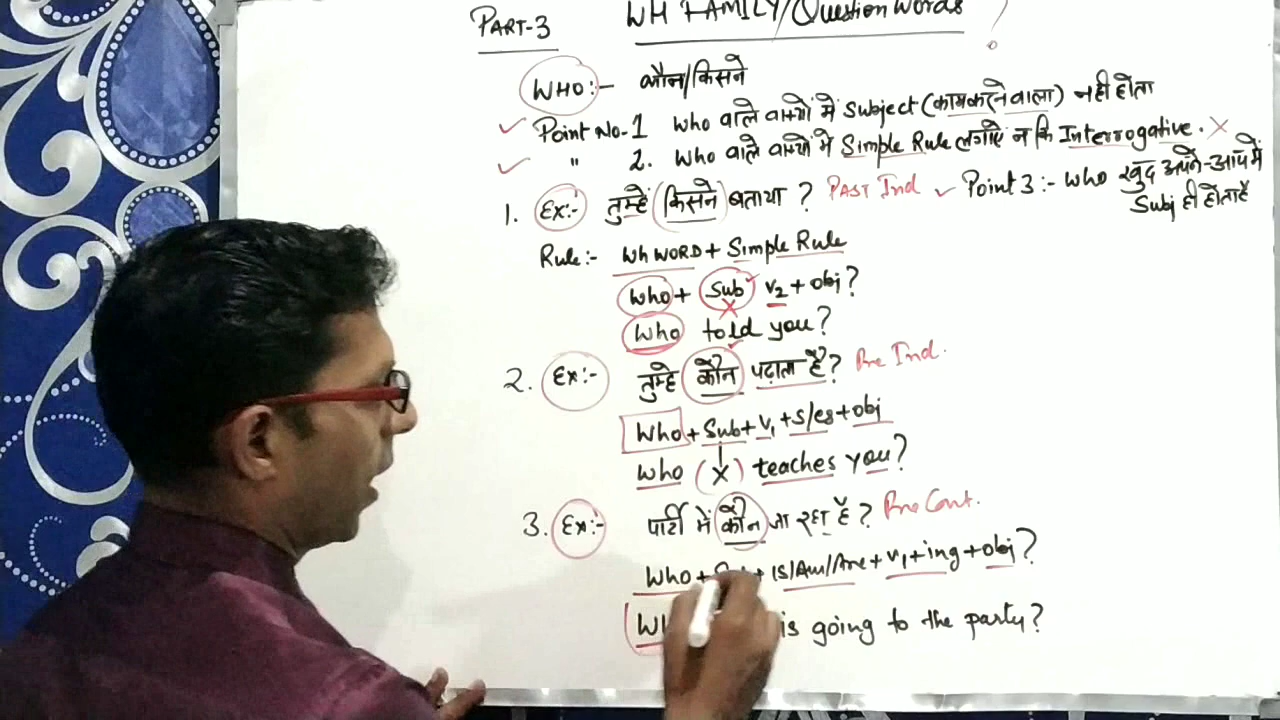 PART-3 WH FAMILY/Question Words ?
WHO:- कौन/किसने
Point No-1 Who वाले वाक्यों में Subject (कार्य करने वाला) नही होता
" 2. Who वाले वाक्यों में Simple Rule लगाएं न कि Interrogative. X
1. Ex:- तुम्हें किसने बताया ? PAST Ind Point 3:- Who खुद अपने-आप में
Subj ही होता है
Rule:- Wh WORD + Simple Rule
Who + Sub V2 + obj?
X
Who told you?
2. Ex:- तुम्हे कौन पढ़ाता है? Pre Ind.
Who + Sub + V1 + s/es + obj
Who (X) teaches you?
3. Ex:- पार्टी में कौन जा रहा है? Pre Cont.
Who + + is/Am/Are + V1 + ing + obj?
is going to the party?